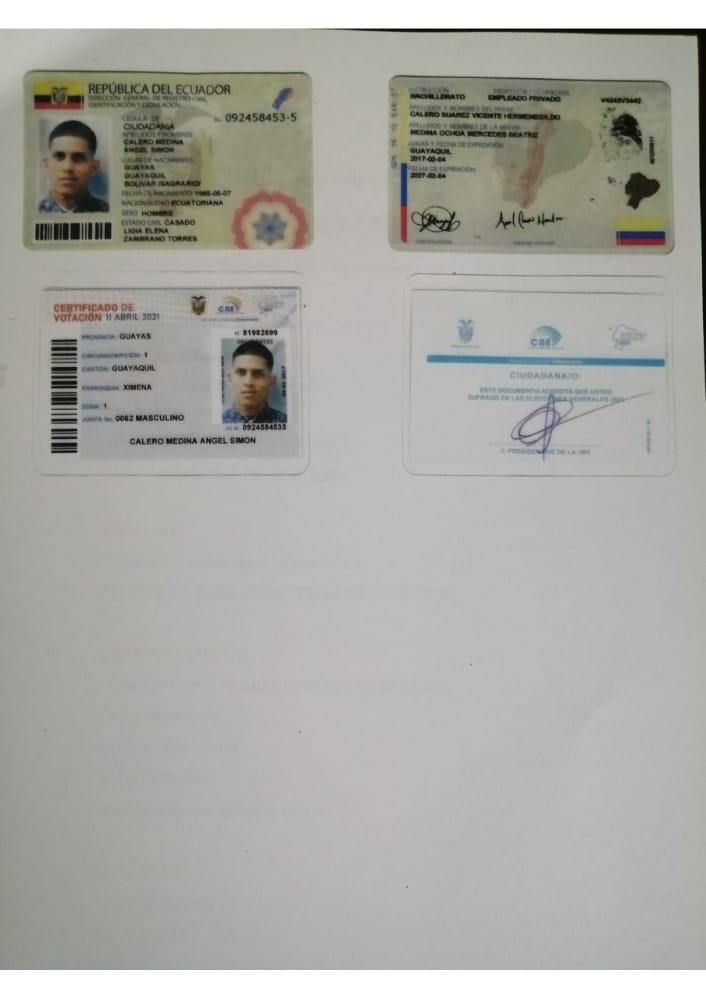 REPÚBLICA DEL ECUADOR
DIRECCIÓN GENERAL DE REGISTRO CIVIL,
IDENTIFICACIÓN Y CEDULACIÓN
CÉDULA DE
CIUDADANÍA
No. 092458453-5
APELLIDOS Y NOMBRES
CALERO MEDINA
ANGEL SIMON
LUGAR DE NACIMIENTO
GUAYAS
GUAYAQUIL
BOLIVAR /SAGRARIO/
FECHA DE NACIMIENTO 1985-05-07
NACIONALIDAD ECUATORIANA
SEXO HOMBRE
ESTADO CIVIL CASADO
LIGIA ELENA
ZAMBRANO TORRES
INSTRUCCIÓN
PROFESIÓN / OCUPACIÓN
BACHILLERATO
EMPLEADO PRIVADO
V4343V3442
APELLIDOS Y NOMBRES DEL PADRE
CALERO SUAREZ VICENTE HERMENEGILDO
APELLIDOS Y NOMBRES DE LA MADRE
MEDINA OCHOA MERCEDES BEATRIZ
LUGAR Y FECHA DE EXPEDICIÓN
GUAYAQUIL
2017-02-04
FECHA DE EXPIRACIÓN
2027-02-04
CERTIFICADO DE
VOTACIÓN 11 ABRIL 2021
CNE
PROVINCIA: GUAYAS
CIRCUNSCRIPCIÓN: 1
CANTÓN: GUAYAQUIL
PARROQUIA: XIMENA
ZONA: 1
JUNTA No. 0062 MASCULINO
N° 81982699
CC N°: 0924584535
CALERO MEDINA ANGEL SIMON
CNE
CIUDADANA/O:
ESTE DOCUMENTO ACREDITA QUE USTED
SUFRAGÓ EN LAS ELECCIONES GENERALES 2021
F. PRESIDENTA/E DE LA JRV